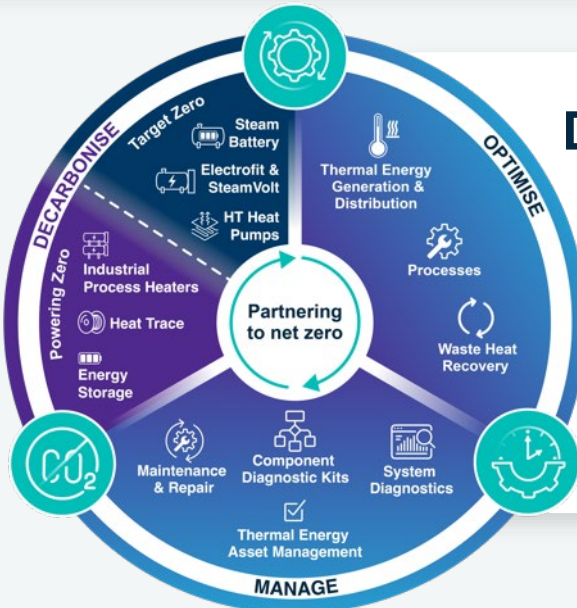 DECARBONISE
Target Zero
Steam
Battery
Electrofit &
SteamVolt
HT Heat
Pumps
Powering Zero
Industrial
Process Heaters
Heat Trace
Energy
Storage
OPTIMISE
Thermal Energy
Generation &
Distribution
Processes
Waste Heat
Recovery
Partnering
to net zero
Maintenance
& Repair
Component
Diagnostic Kits
System
Diagnostics
Thermal Energy
Asset Management
MANAGE
CO2